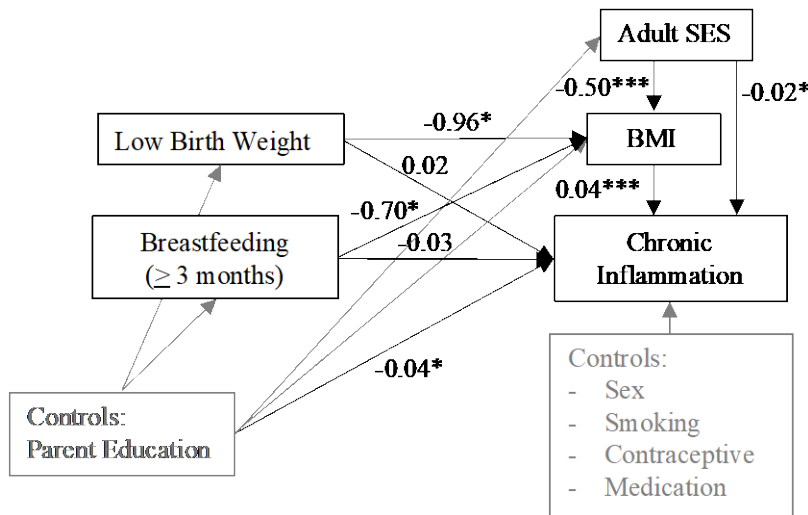 Adult SES
-0.50***
-0.02*
Low Birth Weight
-0.96*
BMI
0.02
0.04***
-0.70*
Breastfeeding
(≥ 3 months)
-0.03
Chronic
Inflammation
-0.04*
Controls:
Parent Education
Controls:
- Sex
- Smoking
- Contraceptive
- Medication